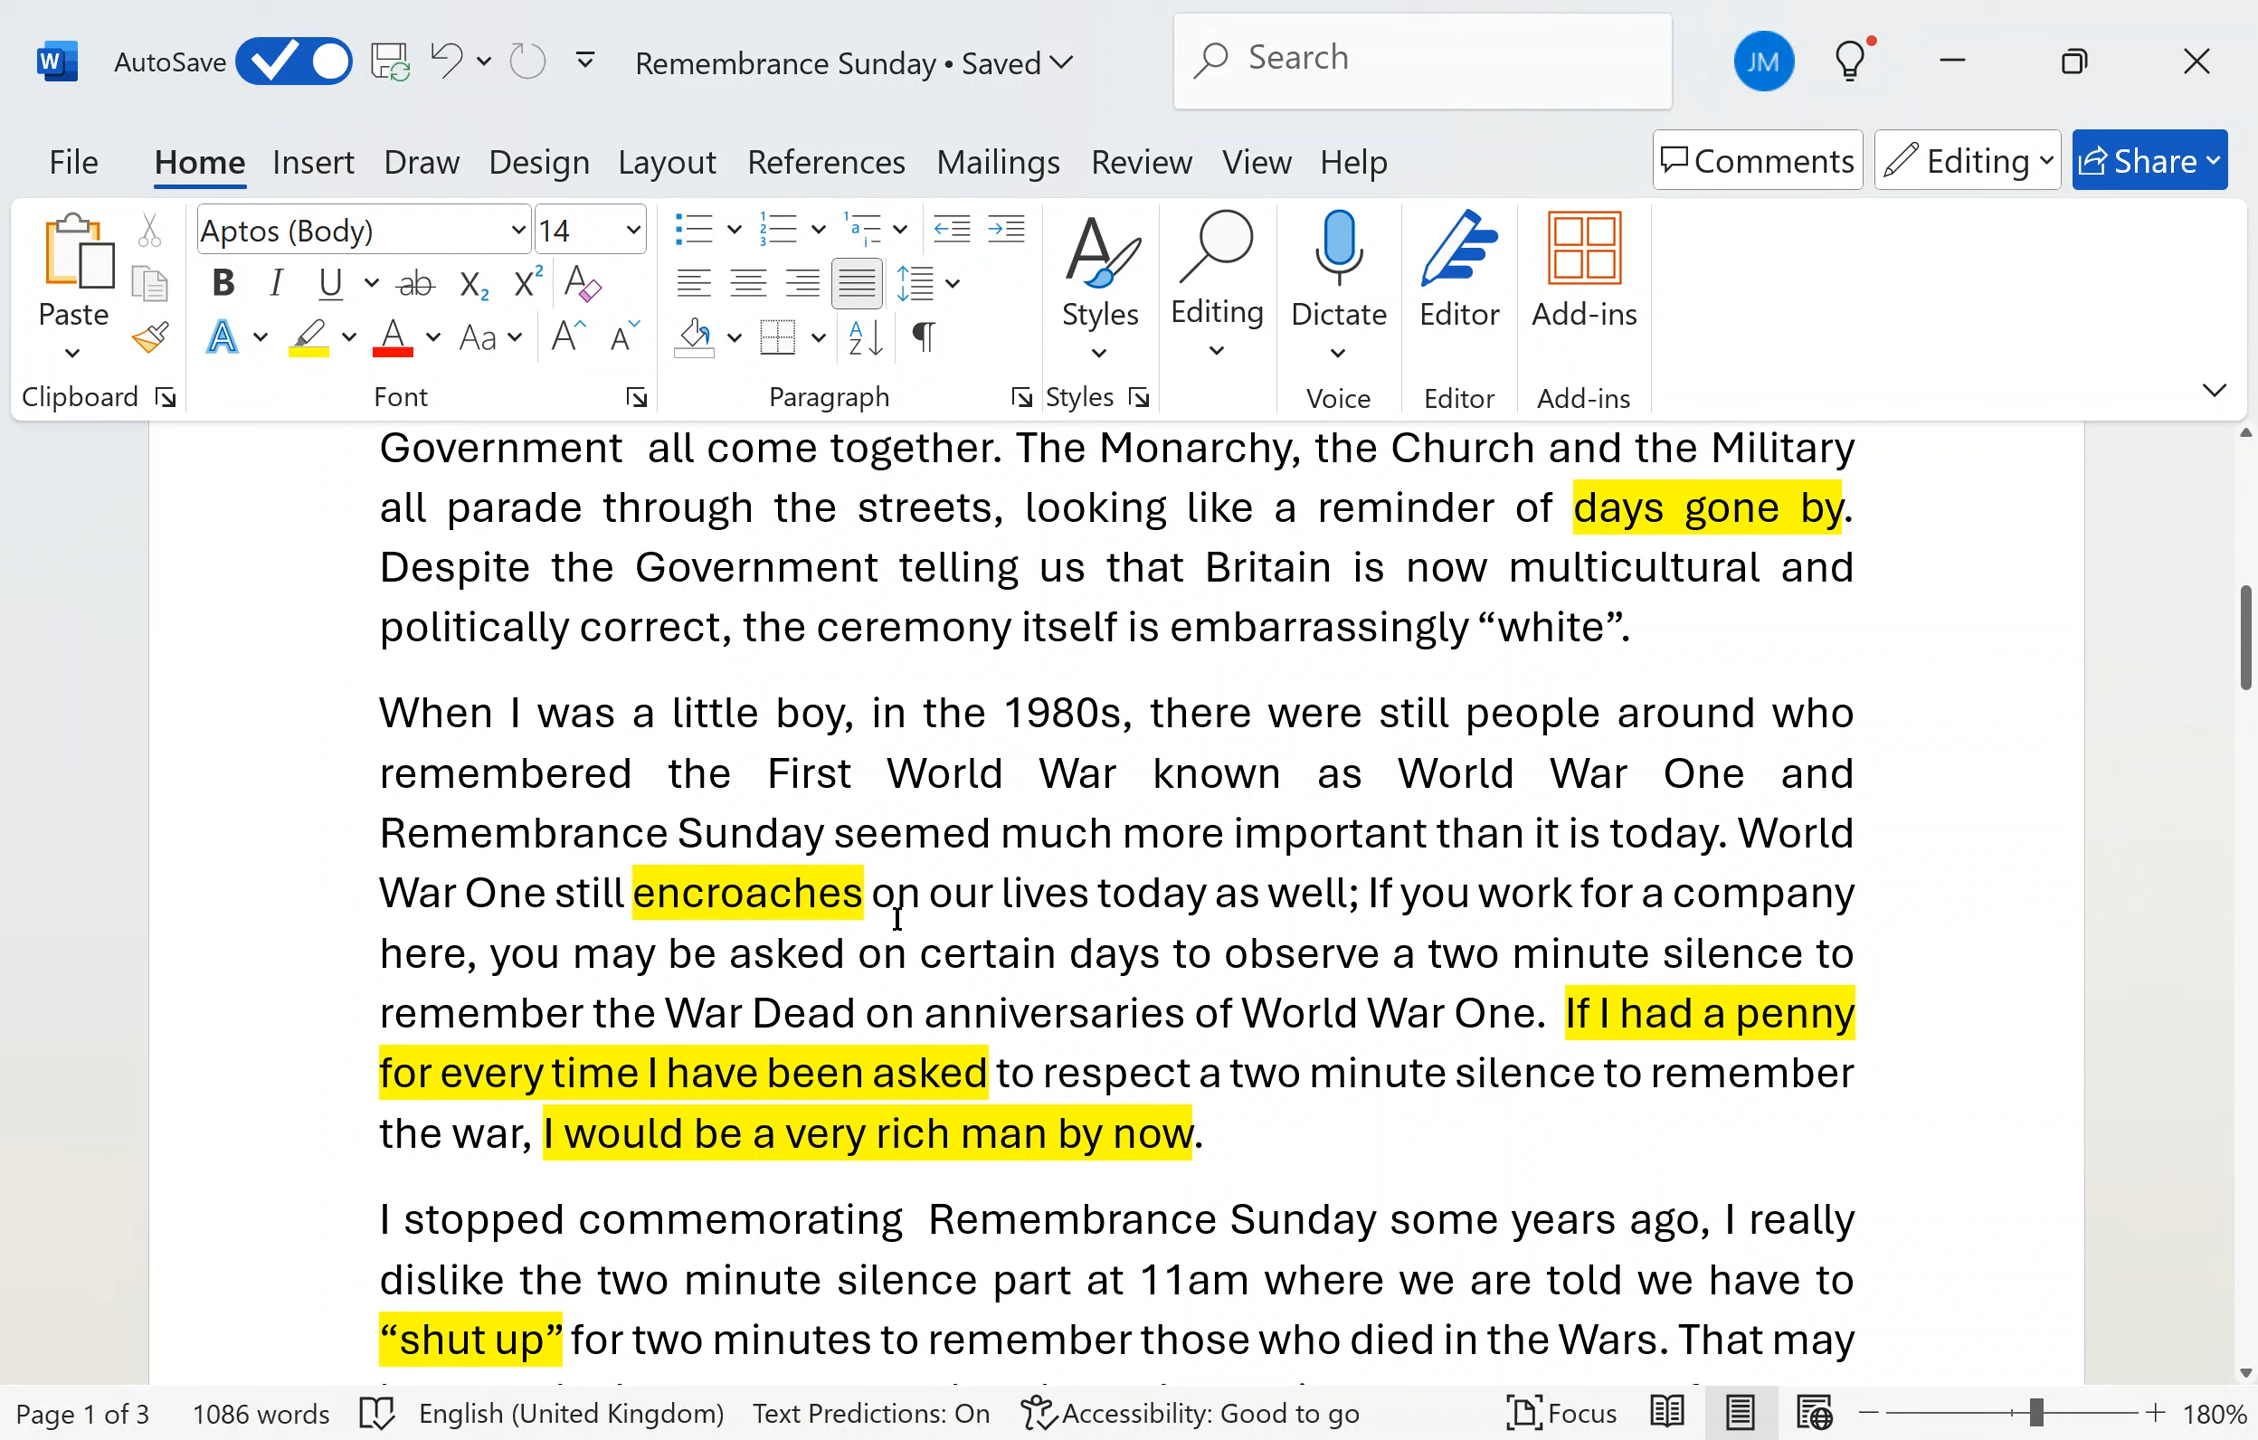 AutoSave Remembrance Sunday • Saved Search JM
File Home Insert Draw Design Layout References Mailings Review View Help Comments Editing Share
Aptos (Body) 14
Paste Styles Editing Dictate Editor Add-ins
Clipboard Font Paragraph Styles Voice Editor Add-ins
Government all come together. The Monarchy, the Church and the Military
all parade through the streets, looking like a reminder of days gone by.
Despite the Government telling us that Britain is now multicultural and
politically correct, the ceremony itself is embarrassingly “white”.
When I was a little boy, in the 1980s, there were still people around who
remembered the First World War known as World War One and
Remembrance Sunday seemed much more important than it is today. World
War One still encroaches on our lives today as well; If you work for a company
here, you may be asked on certain days to observe a two minute silence to
remember the War Dead on anniversaries of World War One. If I had a penny
for every time I have been asked to respect a two minute silence to remember
the war, I would be a very rich man by now.
I stopped commemorating Remembrance Sunday some years ago, I really
dislike the two minute silence part at 11am where we are told we have to
“shut up” for two minutes to remember those who died in the Wars. That may
Page 1 of 3 1086 words English (United Kingdom) Text Predictions: On Accessibility: Good to go Focus 180%